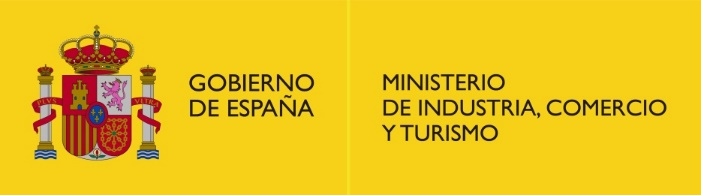 PLVS VLTRA
GOBIERNO
DE ESPAÑA
MINISTERIO
DE INDUSTRIA, COMERCIO
Y TURISMO